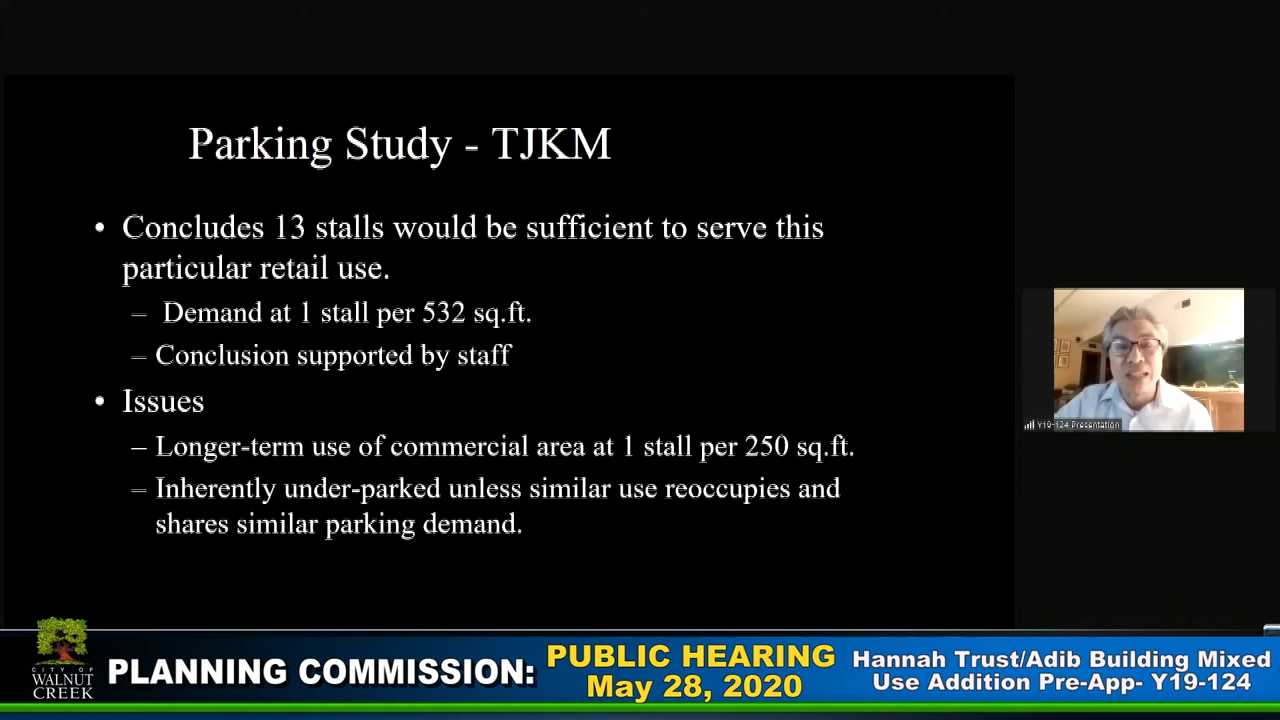 Parking Study - TJKM
• Concludes 13 stalls would be sufficient to serve this
particular retail use.
– Demand at 1 stall per 532 sq.ft.
– Conclusion supported by staff
• Issues
– Longer-term use of commercial area at 1 stall per 250 sq.ft.
– Inherently under-parked unless similar use reoccupies and
shares similar parking demand.
Y19-124 Presentation
CITY OF
WALNUT
CREEK
PLANNING COMMISSION:
PUBLIC HEARING
May 28, 2020
Hannah Trust/Adib Building Mixed
Use Addition Pre-App- Y19-124